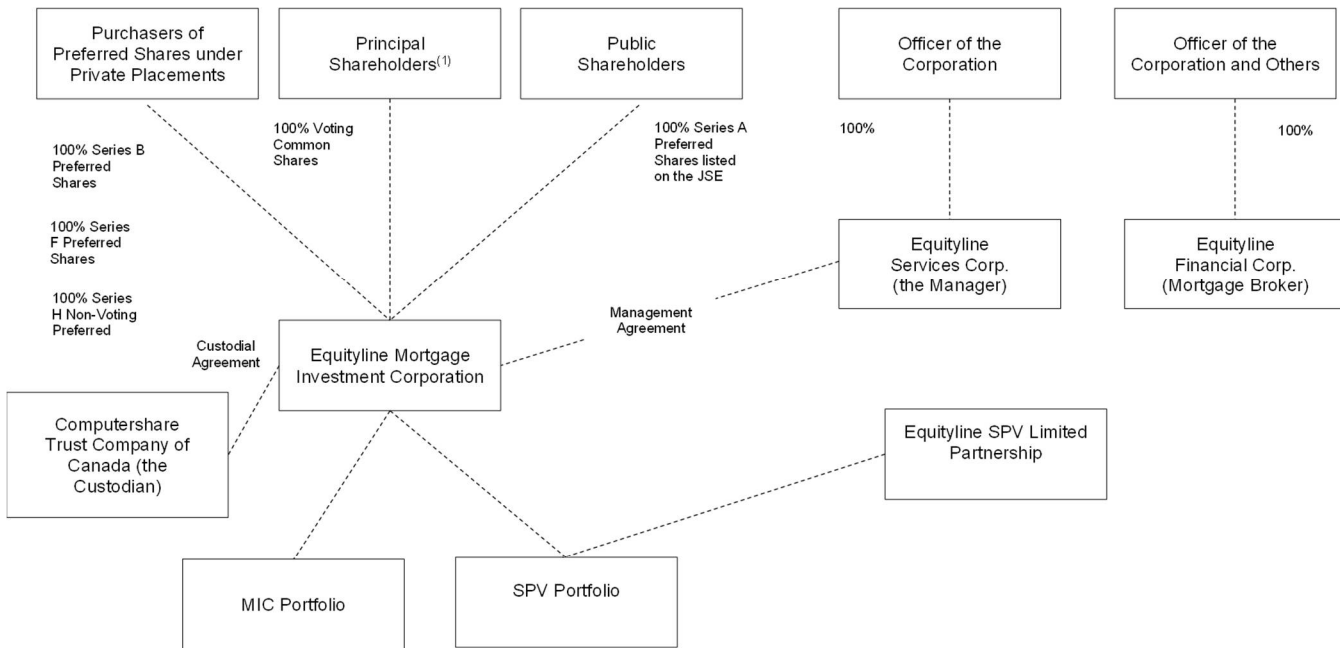 Purchasers of
Preferred Shares under
Private Placements
Principal
Shareholders(1)
Public
Shareholders
Officer of the
Corporation
Officer of the
Corporation and Others
100% Series B
Preferred
Shares
100% Voting
Common
Shares
100% Series A
Preferred
Shares listed
on the JSE
100%
100%
100% Series
F Preferred
Shares
100% Series
H Non-Voting
Preferred
Equityline
Services Corp.
(the Manager)
Equityline
Financial Corp.
(Mortgage Broker)
Management
Agreement
Custodial
Agreement
Equityline Mortgage
Investment Corporation
Computershare
Trust Company of
Canada (the
Custodian)
Equityline SPV Limited
Partnership
MIC Portfolio
SPV Portfolio